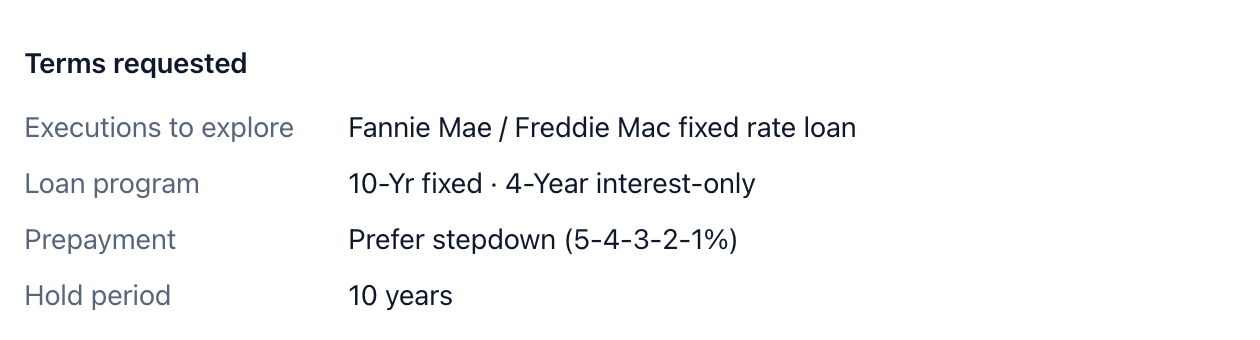 Terms requested
Executions to explore Fannie Mae / Freddie Mac fixed rate loan
Loan program 10-Yr fixed · 4-Year interest-only
Prepayment Prefer stepdown (5-4-3-2-1%)
Hold period 10 years